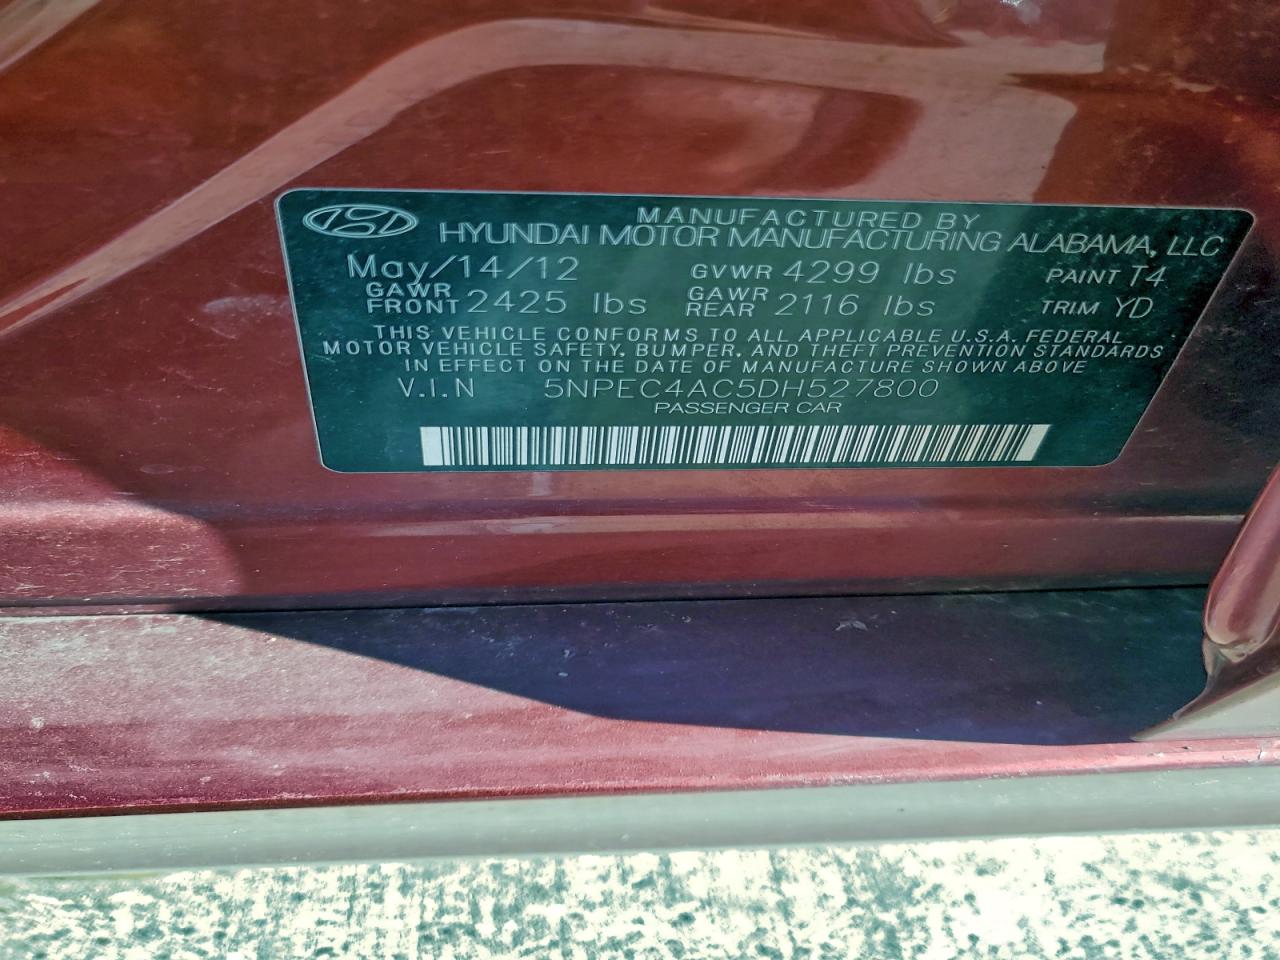 MANUFACTURED BY
HYUNDAI MOTOR MANUFACTURING ALABAMA, LLC
May/14/12 GVWR 4299 lbs PAINT T4
GAWR FRONT 2425 lbs GAWR REAR 2116 lbs TRIM YD
THIS VEHICLE CONFORMS TO ALL APPLICABLE U.S.A. FEDERAL
MOTOR VEHICLE SAFETY, BUMPER, AND THEFT PREVENTION STANDARDS
IN EFFECT ON THE DATE OF MANUFACTURE SHOWN ABOVE
V.I.N 5NPEC4AC5DH527800
PASSENGER CAR